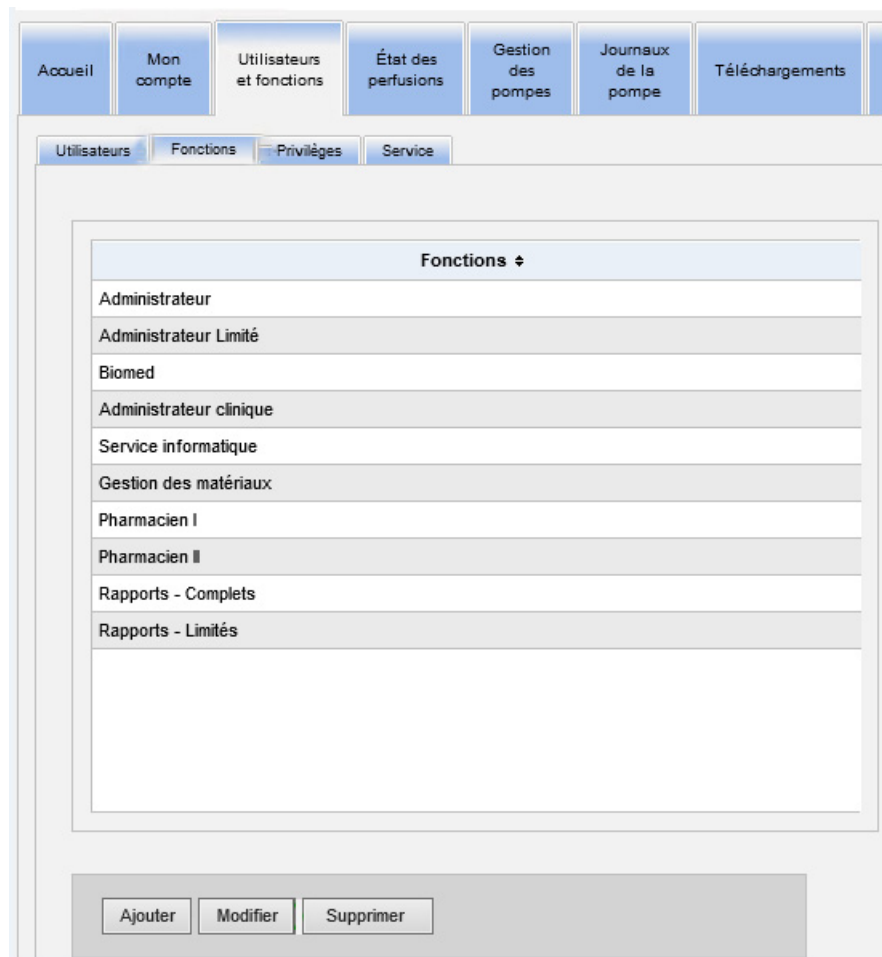 Accueil
Mon
compte
Utilisateurs
et fonctions
État des
perfusions
Gestion
des
pompes
Journaux
de la
pompe
Téléchargements
Utilisateurs
Fonctions
Privilèges
Service
Fonctions
Administrateur
Administrateur Limité
Biomed
Administrateur clinique
Service informatique
Gestion des matériaux
Pharmacien I
Pharmacien II
Rapports - Complets
Rapports - Limités
Ajouter
Modifier
Supprimer